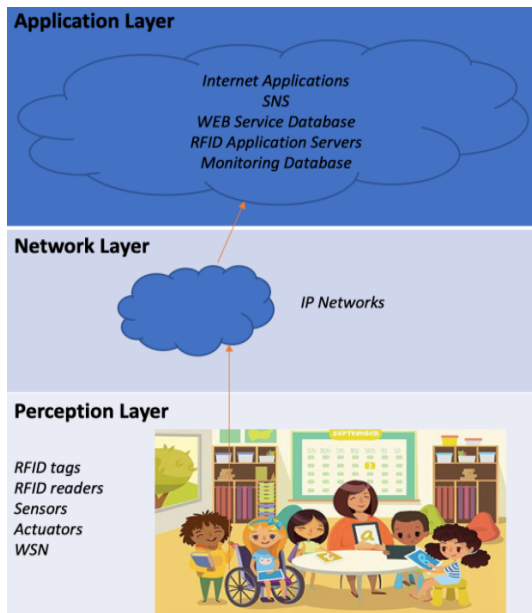 Application Layer
Internet Applications
SNS
WEB Service Database
RFID Application Servers
Monitoring Database
Network Layer
IP Networks
Perception Layer
RFID tags
RFID readers
Sensors
Actuators
WSN
SEPTEMBER
3
a